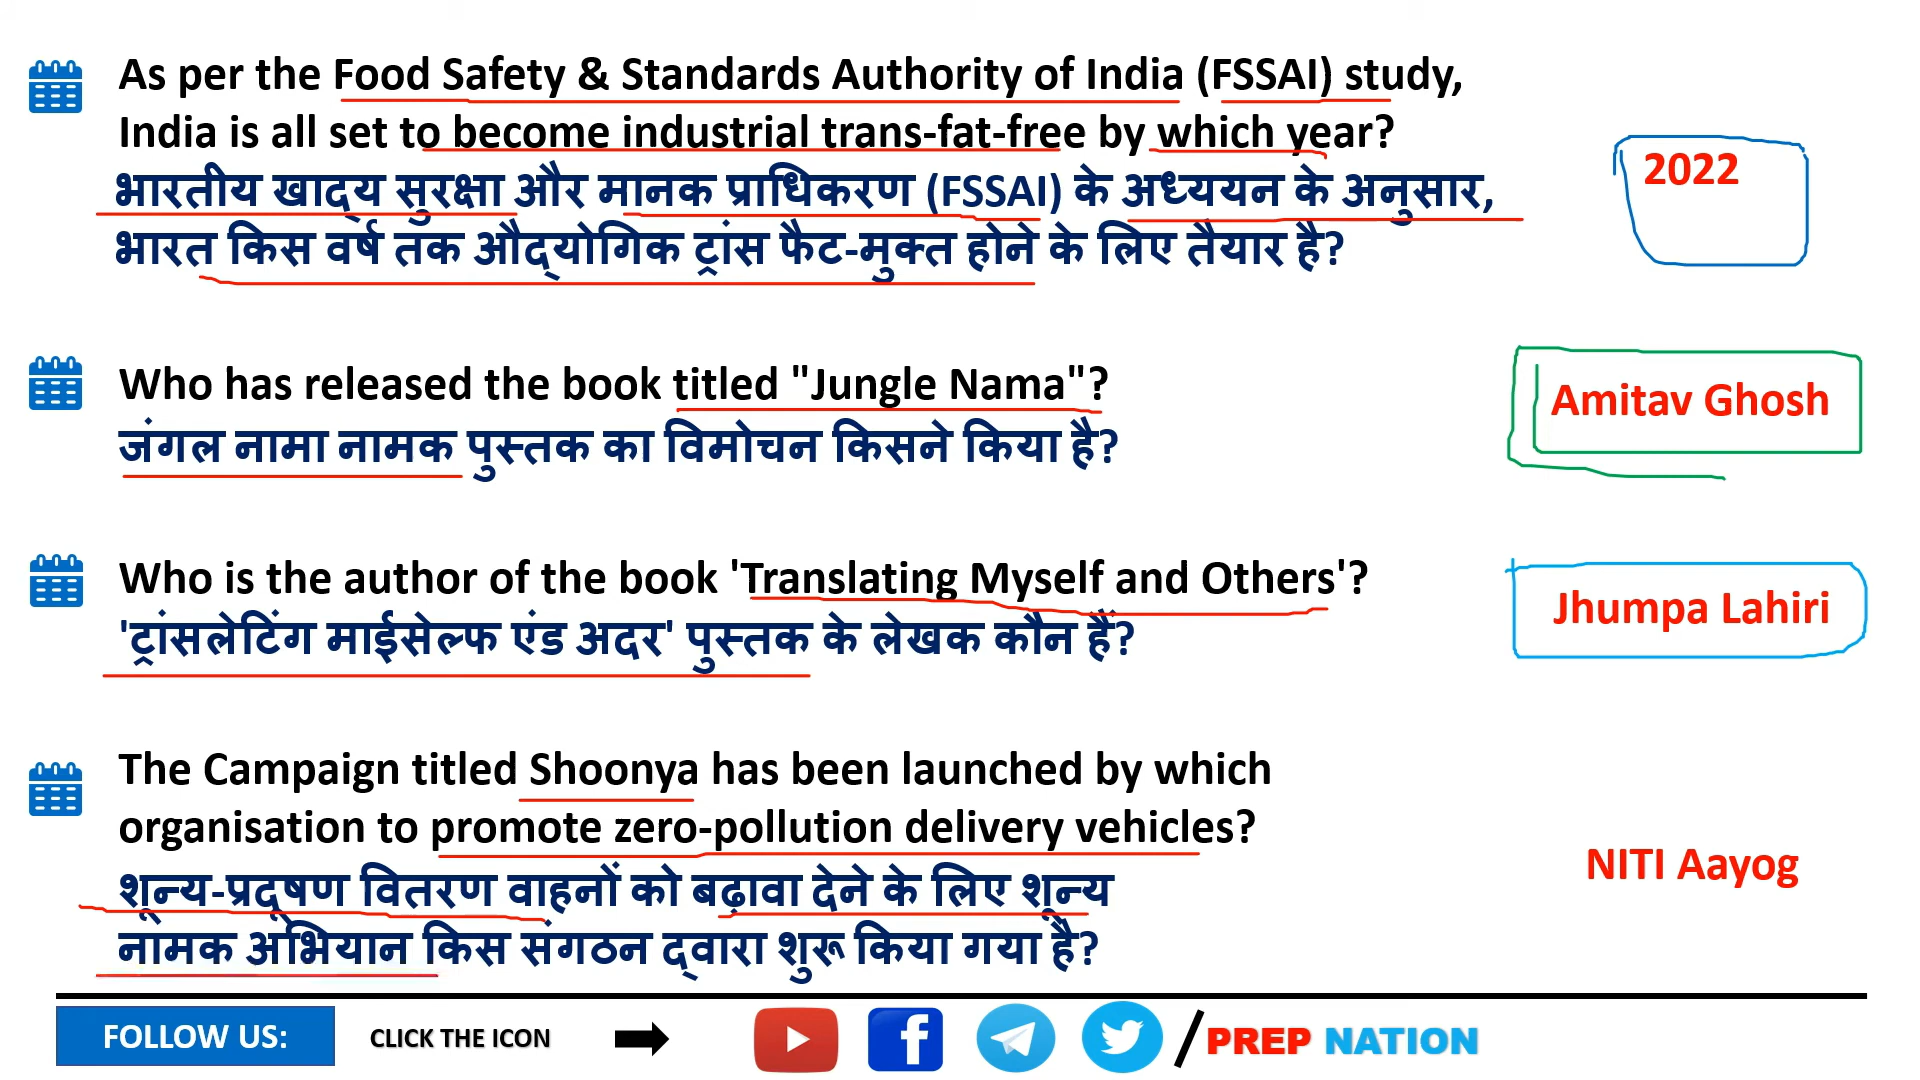 As per the Food Safety & Standards Authority of India (FSSAI) study,
India is all set to become industrial trans-fat-free by which year?
भारतीय खाद्य सुरक्षा और मानक प्राधिकरण (FSSAI) के अध्ययन के अनुसार,
भारत किस वर्ष तक औद्योगिक ट्रांस फैट-मुक्त होने के लिए तैयार है?
2022
Who has released the book titled "Jungle Nama"?
जंगल नामा नामक पुस्तक का विमोचन किसने किया है?
Amitav Ghosh
Who is the author of the book 'Translating Myself and Others'?
'ट्रांसलेटिंग माईसेल्फ एंड अदर' पुस्तक के लेखक कौन हैं?
Jhumpa Lahiri
The Campaign titled Shoonya has been launched by which
organisation to promote zero-pollution delivery vehicles?
शून्य-प्रदूषण वितरण वाहनों को बढ़ावा देने के लिए शून्य
नामक अभियान किस संगठन द्वारा शुरू किया गया है?
NITI Aayog
FOLLOW US:
CLICK THE ICON
PREP NATION